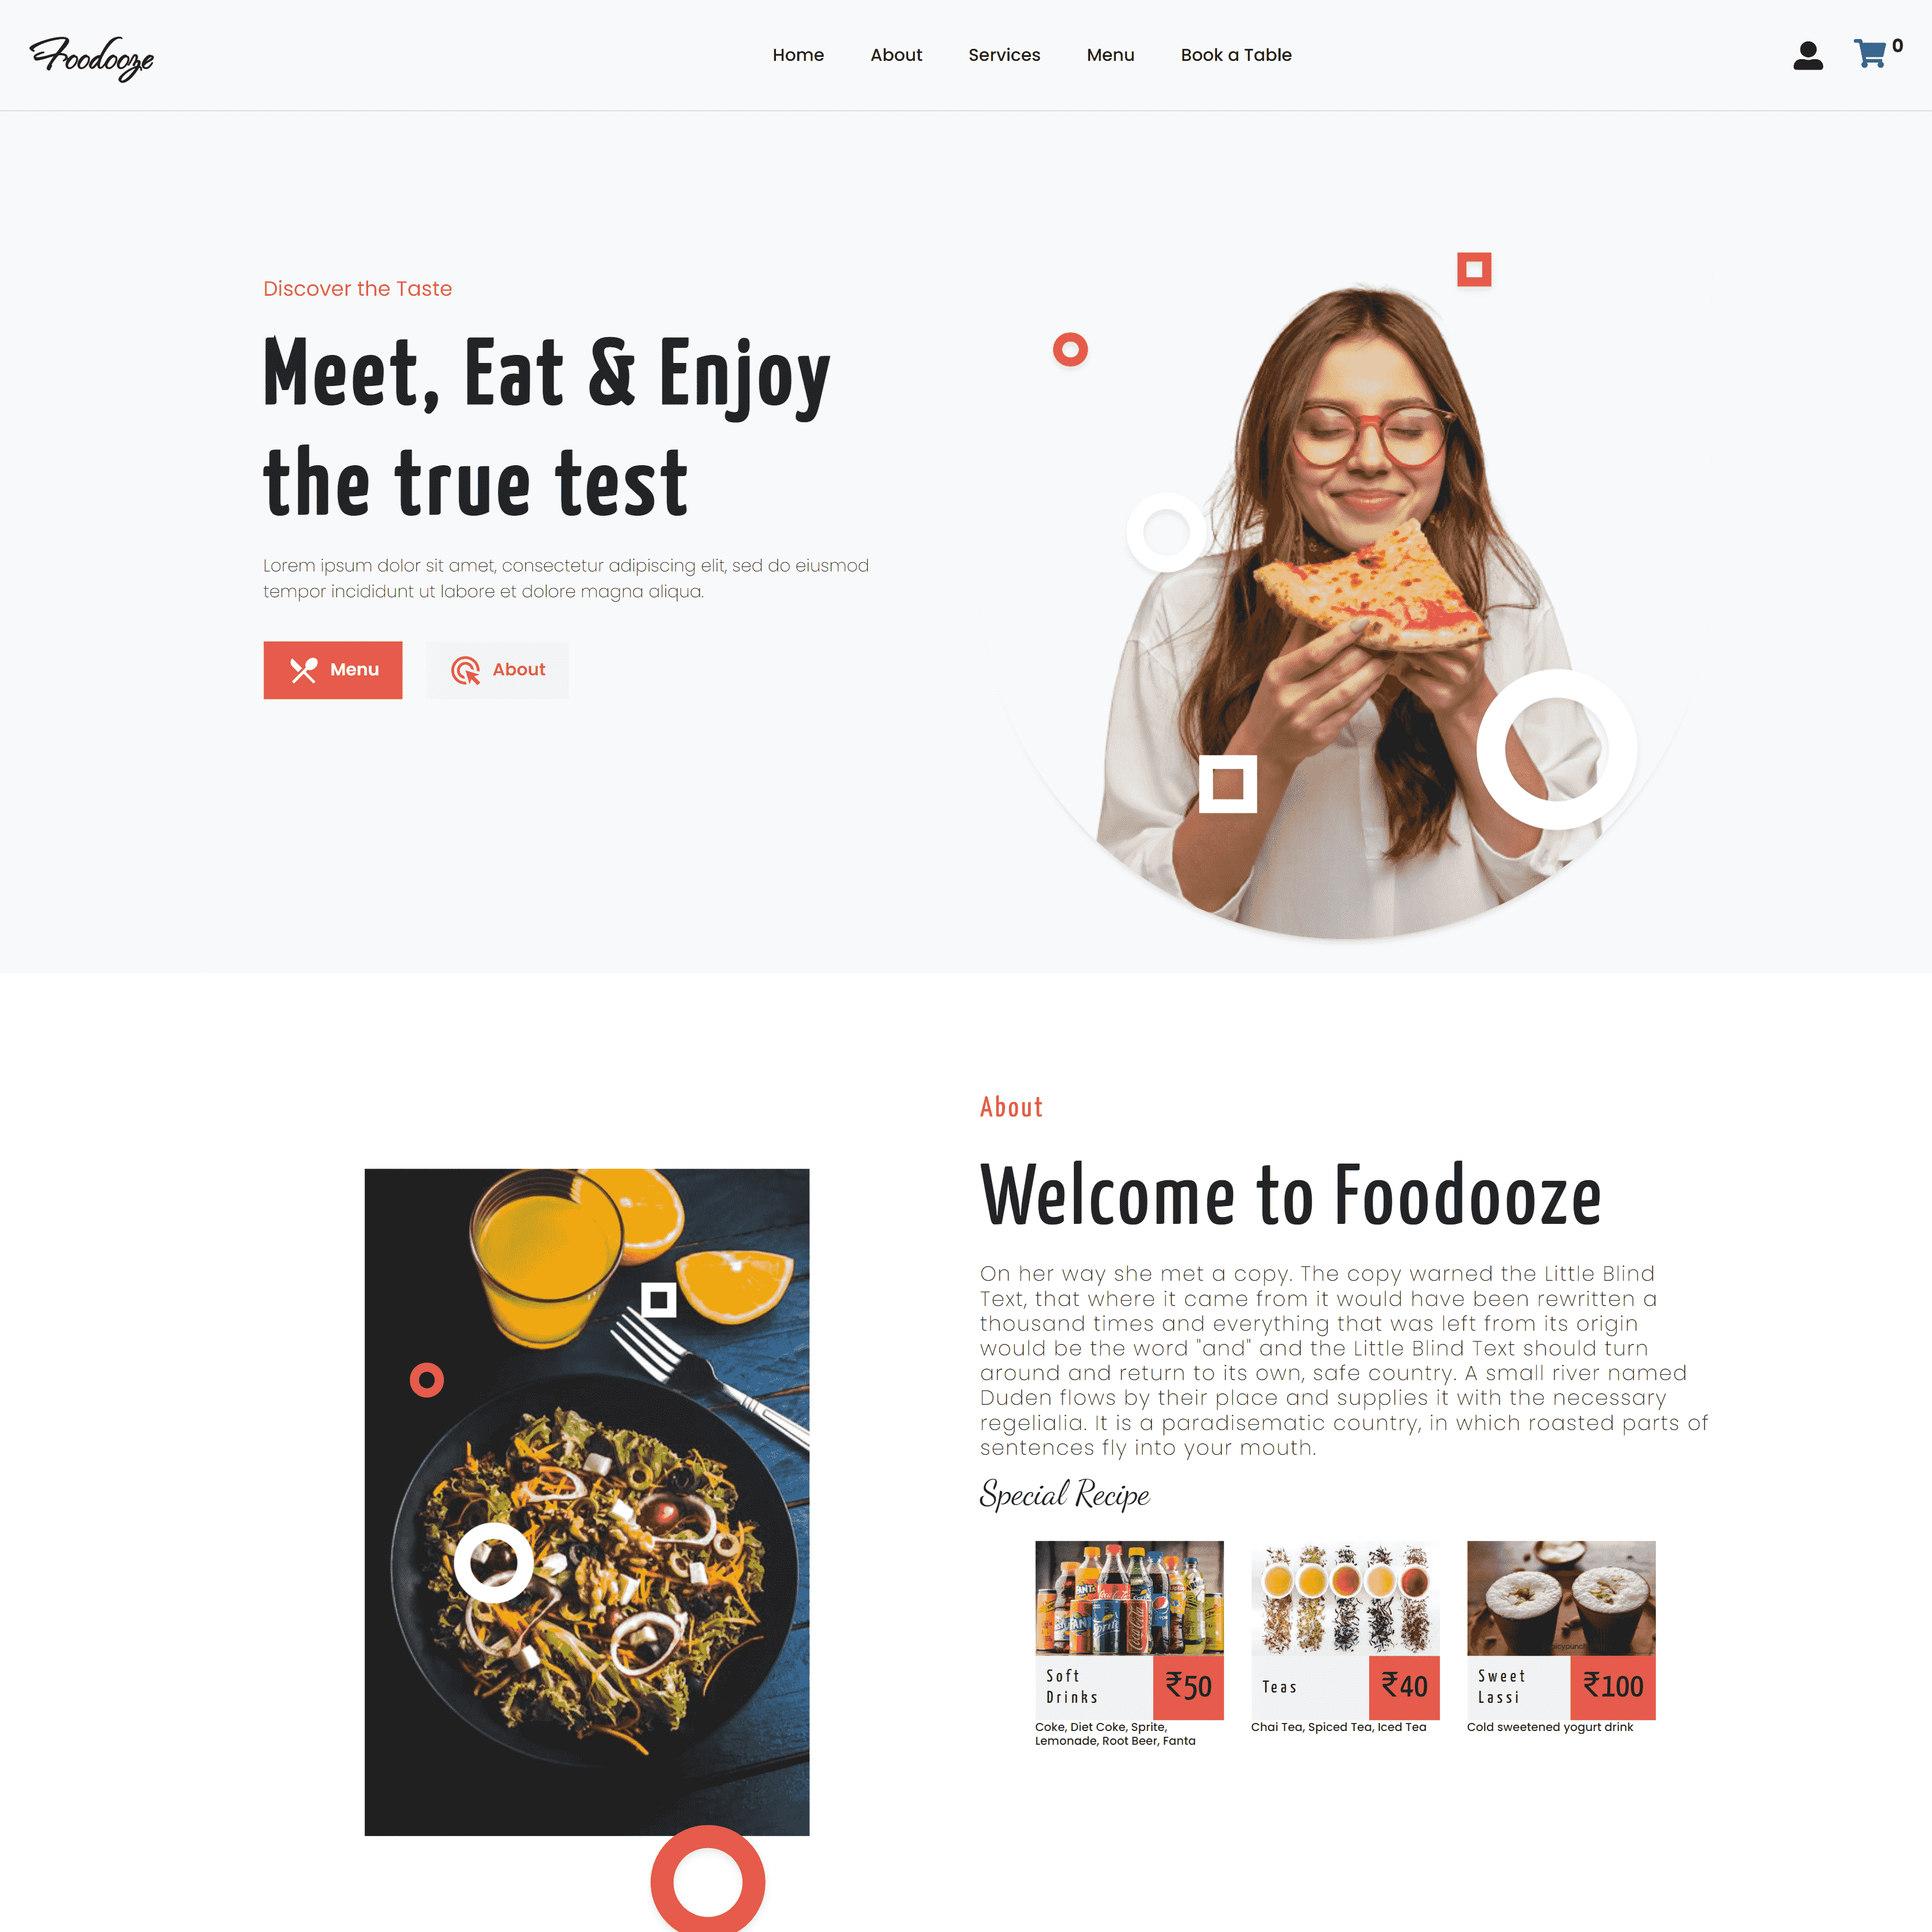 Foodooze
Home About Services Menu Book a Table
0
Discover the Taste
Meet, Eat & Enjoy
the true test
Lorem ipsum dolor sit amet, consectetur adipiscing elit, sed do eiusmod
tempor incididunt ut labore et dolore magna aliqua.
Menu About
About
Welcome to Foodooze
On her way she met a copy. The copy warned the Little Blind
Text, that where it came from it would have been rewritten a
thousand times and everything that was left from its origin
would be the word "and" and the Little Blind Text should turn
around and return to its own, safe country. A small river named
Duden flows by their place and supplies it with the necessary
regelialia. It is a paradisematic country, in which roasted parts of
sentences fly into your mouth.
Special Recipe
Soft
Drinks
₹50
Coke, Diet Coke, Sprite,
Lemonade, Root Beer, Fanta
Teas
₹40
Chai Tea, Spiced Tea, Iced Tea
Sweet
Lassi
₹100
Cold sweetened yogurt drink